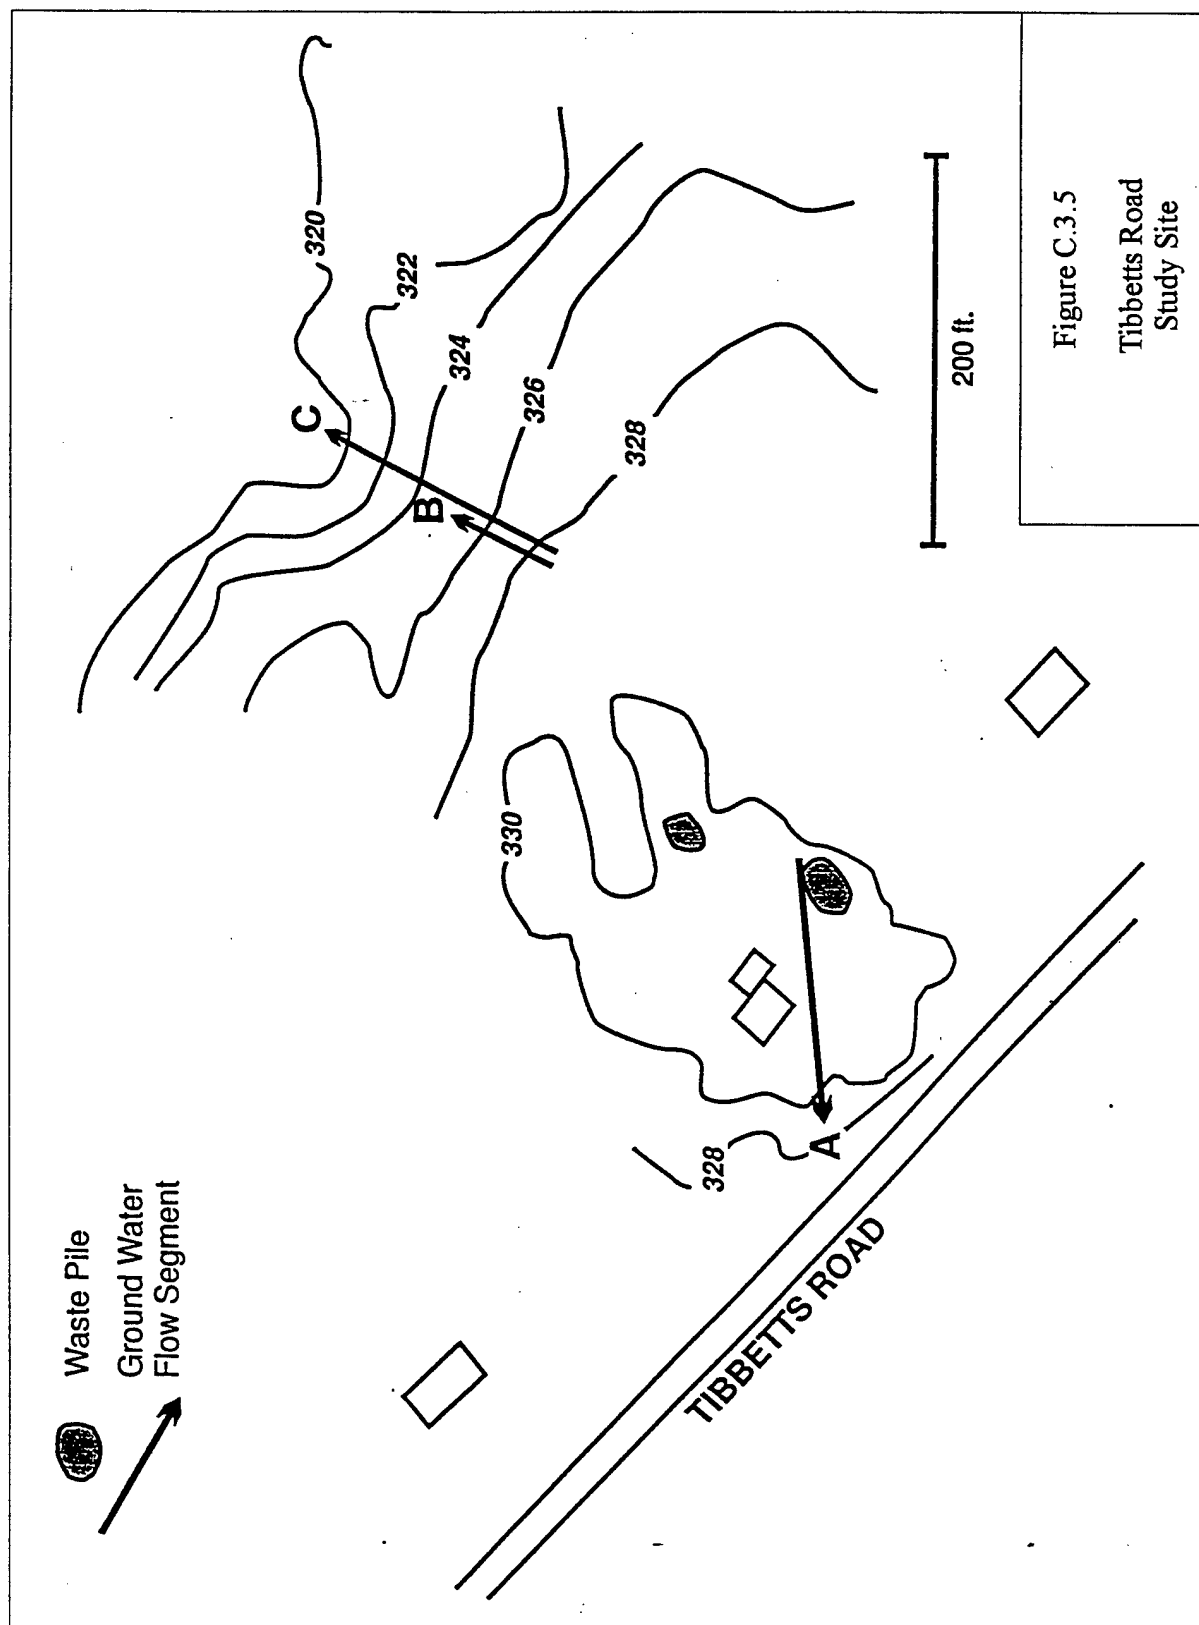 Waste Pile
Ground Water
Flow Segment
320
322
324
326
328
330
328
A
B
C
TIBBETTS ROAD
200 ft.
Figure C.3.5
Tibbetts Road
Study Site